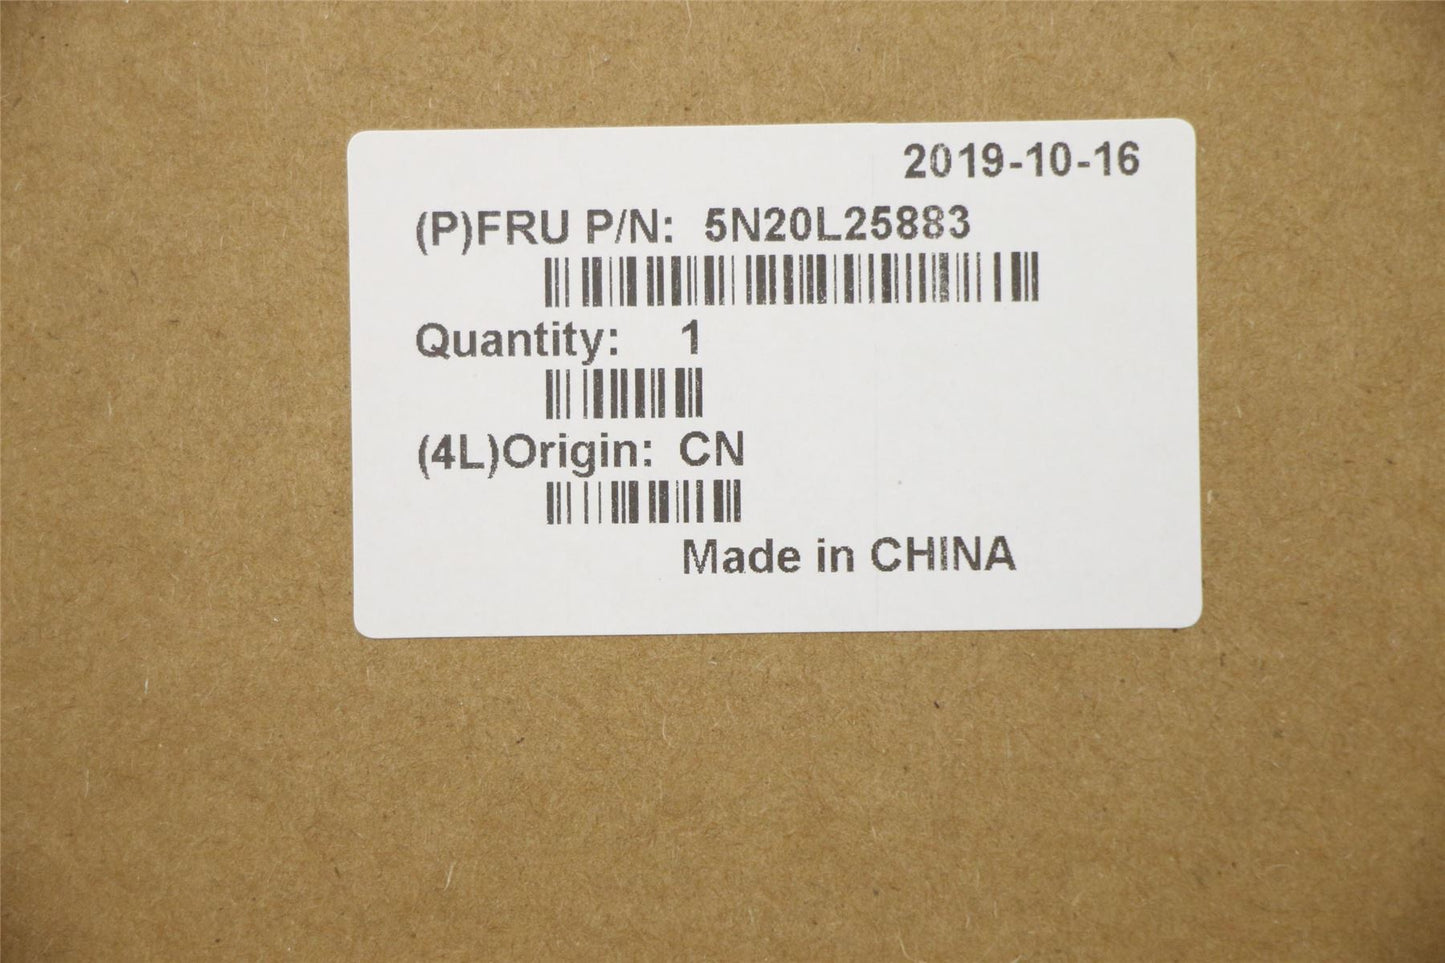 2019-10-16
(P)FRU P/N: 5N20L25883
Quantity: 1
(4L)Origin: CN
Made in CHINA